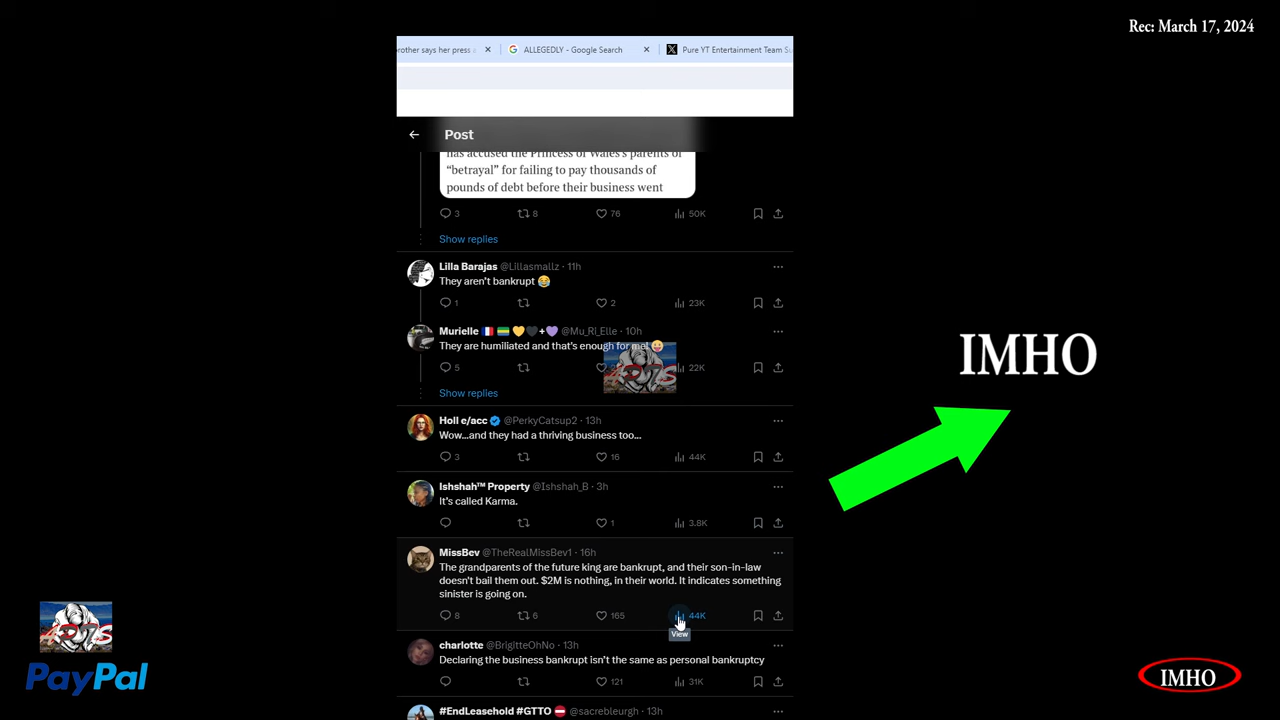 Rec: March 17, 2024
brother says her press
ALLEGEDLY - Google Search
Pure YT Entertainment Team
Post
has accused the Princess of Wales's parents of
“betrayal” for failing to pay thousands of
pounds of debt before their business went
3 8 76 50K
Show replies
Lilla Barajas @Lillasmallz · 11h
They aren’t bankrupt 😂
1 2 23K
Murielle 🇫🇷 🇬🇦 💛🖤+💜 @Mu_Ri_Elle · 10h
They are humiliated and that's enough for me! 😛
5 22K
Show replies
Holl e/acc @PerkyCatsup2 · 13h
Wow...and they had a thriving business too...
3 16 44K
Ishshah™ Property @Ishshah_B · 3h
It’s called Karma.
1 3.8K
MissBev @TheRealMissBev1 · 16h
The grandparents of the future king are bankrupt, and their son-in-law
doesn’t bail them out. $2M is nothing, in their world. It indicates something
sinister is going on.
8 6 165 44K
View
charlotte @BrigitteOhNo · 13h
Declaring the business bankrupt isn’t the same as personal bankruptcy
121 31K
#EndLeasehold #GTTO ⛔ @sacrebleurgh · 13h
IMHO
PayPal
IMHO